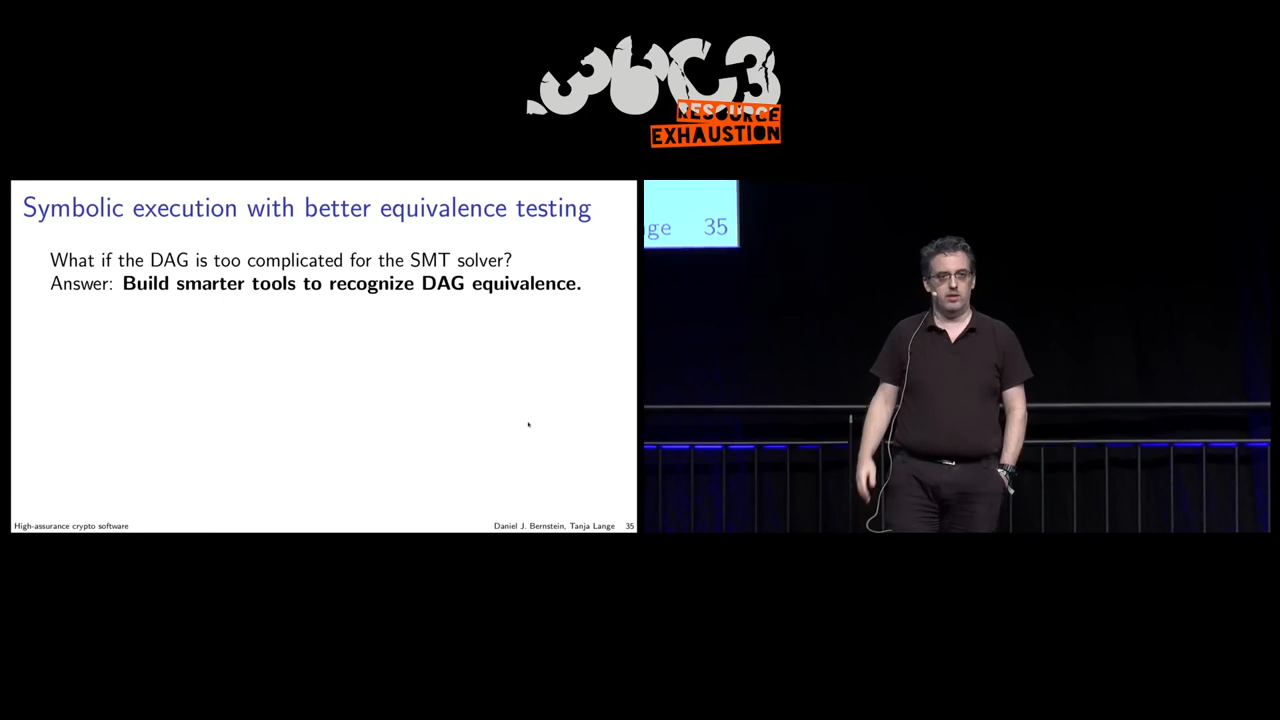 36C3
RESOURCE
EXHAUSTION
Symbolic execution with better equivalence testing
What if the DAG is too complicated for the SMT solver?
Answer: Build smarter tools to recognize DAG equivalence.
High-assurance crypto software
Daniel J. Bernstein, Tanja Lange 35
ge 35